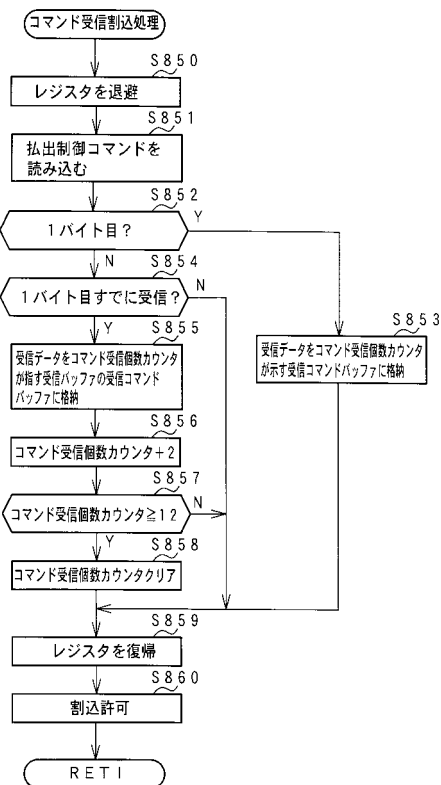 コマンド受信割込処理
S850
レジスタを退避
S851
払出制御コマンドを
読み込む
S852
1バイト目?
Y
N
S854
1バイト目すでに受信?
N
Y
S853
受信データをコマンド受信個数カウンタ
が示す受信コマンドバッファに格納
S855
受信データをコマンド受信個数カウンタ
が指す受信バッファの受信コマンド
バッファに格納
S856
コマンド受信個数カウンタ+2
S857
コマンド受信個数カウンタ≧12
N
Y
S858
コマンド受信個数カウンタクリア
S859
レジスタを復帰
S860
割込許可
RETI